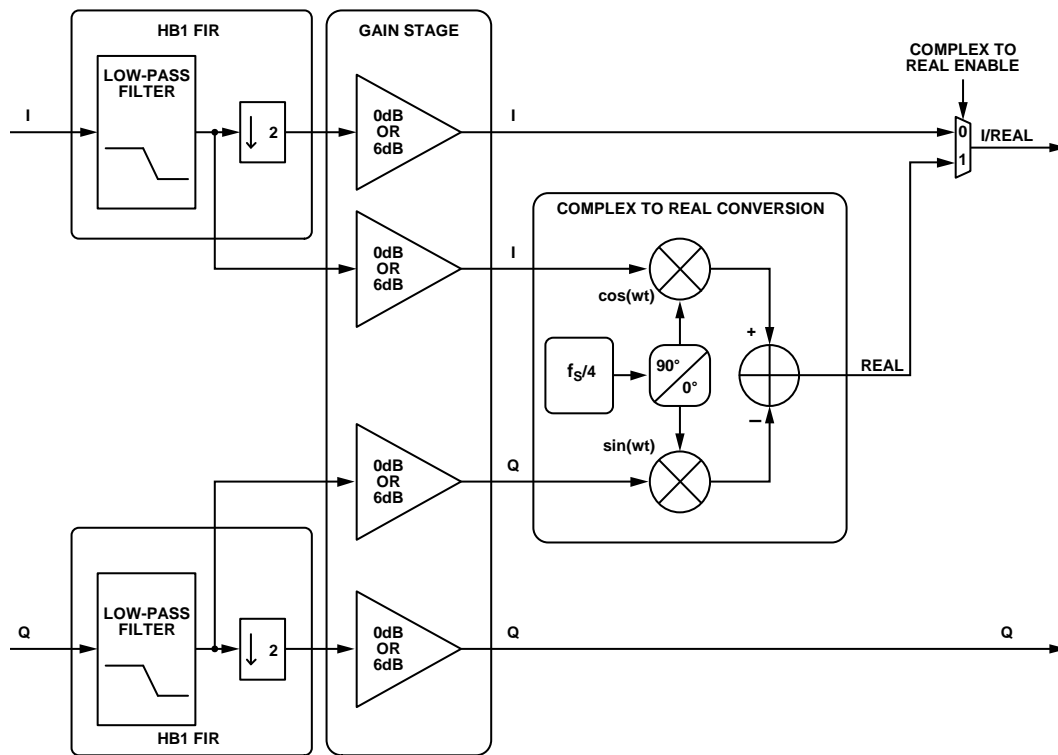 HB1 FIR
GAIN STAGE
LOW-PASS
FILTER
I
2
0dB
OR
6dB
I
COMPLEX TO
REAL ENABLE
0
1
I/REAL
0dB
OR
6dB
I
COMPLEX TO REAL CONVERSION
cos(wt)
fS/4
90°
0°
+
–
REAL
sin(wt)
0dB
OR
6dB
Q
LOW-PASS
FILTER
Q
2
0dB
OR
6dB
Q
Q
HB1 FIR